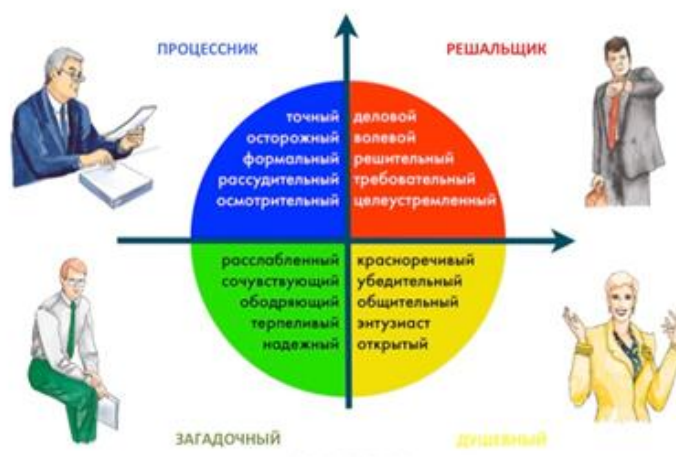 ПРОЦЕССНИК
РЕШАЛЬЩИК
точный
осторожный
формальный
рассудительный
осмотрительный
деловой
волевой
решительный
требовательный
целеустремленный
расслабленный
сочувствующий
ободряющий
терпеливый
надежный
красноречивый
убедительный
общительный
энтузиаст
открытый
ЗАГАДОЧНЫЙ
ДУШЕВНЫЙ